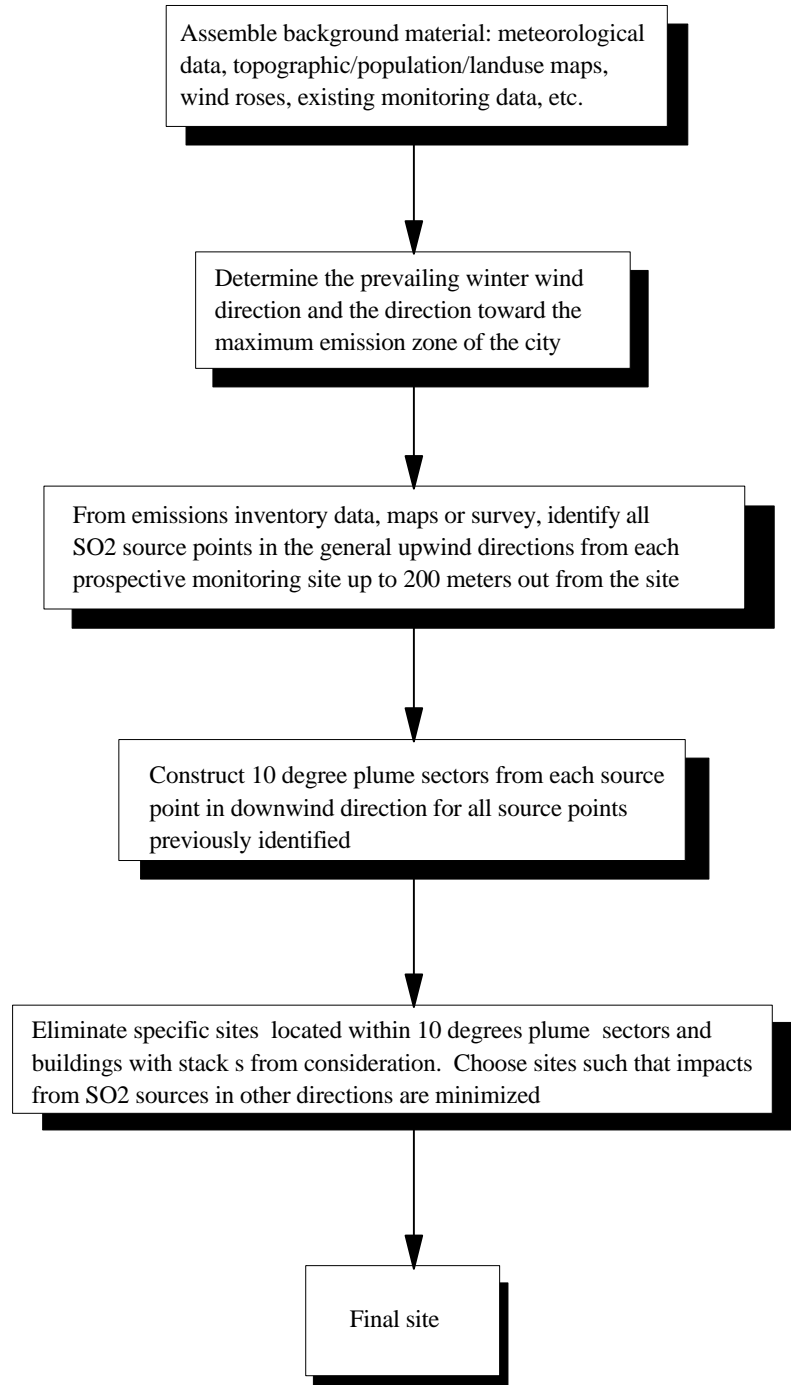 Assemble background material: meteorological
data, topographic/population/landuse maps,
wind roses, existing monitoring data, etc.
Determine the prevailing winter wind
direction and the direction toward the
maximum emission zone of the city
From emissions inventory data, maps or survey, identify all
SO2 source points in the general upwind directions from each
prospective monitoring site up to 200 meters out from the site
Construct 10 degree plume sectors from each source
point in downwind direction for all source points
previously identified
Eliminate specific sites located within 10 degrees plume sectors and
buildings with stack s from consideration. Choose sites such that impacts
from SO2 sources in other directions are minimized
Final site